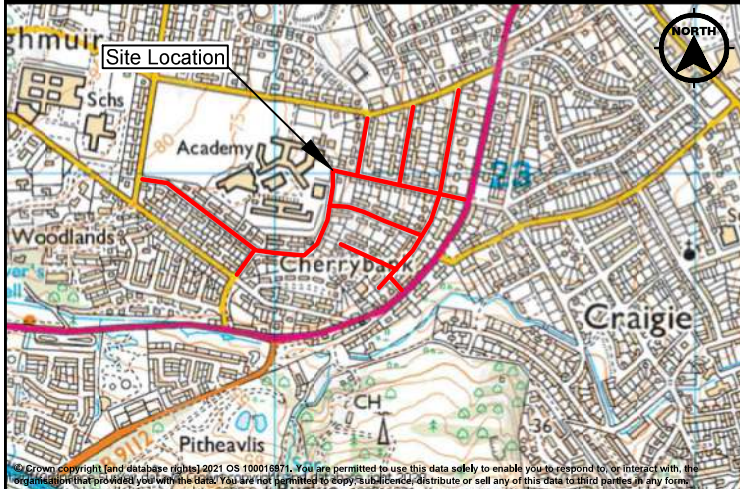 NORTH
Site Location
Schs
Academy
23
Woodlands
Cherrybank
Craigie
CH
36
Pitheavlis
B 9112
80
75
© Crown copyright [and database rights] 2021 OS 100016971. You are permitted to use this data solely to enable you to respond to, or interact with, the
organisation that provided you with the data. You are not permitted to copy, sub-licence, distribute or sell any of this data to third parties in any form.